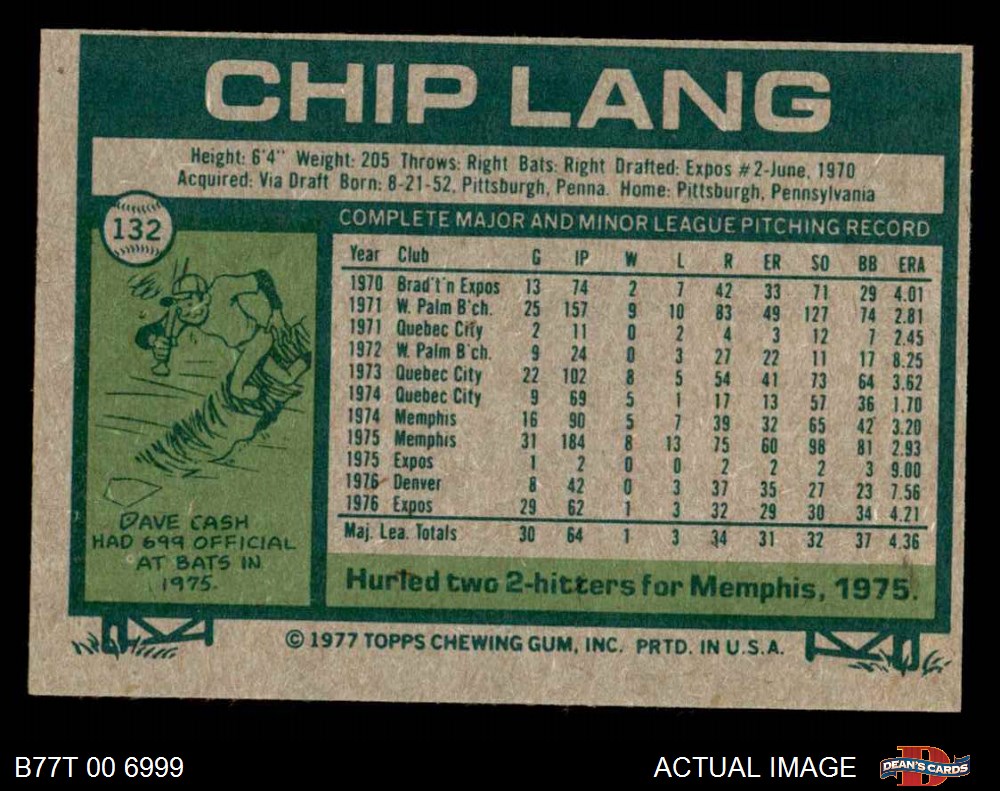 CHIP LANG
Height: 6'4" Weight: 205 Throws: Right Bats: Right Drafted: Expos #2-June, 1970
Acquired: Via Draft Born: 8-21-52, Pittsburgh, Penna. Home: Pittsburgh, Pennsylvania
132
COMPLETE MAJOR AND MINOR LEAGUE PITCHING RECORD
Year Club G IP W L R ER SO BB ERA
1970 Brad't'n Expos 13 74 2 7 42 33 71 29 4.01
1971 W. Palm B'ch. 25 157 9 10 83 49 127 74 2.81
1971 Quebec City 2 11 0 2 4 3 12 7 2.45
1972 W. Palm B'ch. 9 24 0 3 27 22 11 17 8.25
1973 Quebec City 22 102 8 5 54 41 73 64 3.62
1974 Quebec City 9 69 5 1 17 13 57 36 1.70
1974 Memphis 16 90 5 7 39 32 65 42 3.20
1975 Memphis 31 184 8 13 75 60 98 81 2.93
1975 Expos 1 2 0 0 2 2 2 3 9.00
1976 Denver 8 42 0 3 37 35 27 23 7.56
1976 Expos 29 62 1 3 32 29 30 34 4.21
Maj. Lea. Totals 30 64 1 3 34 31 32 37 4.36
DAVE CASH
HAD 699 OFFICIAL
AT BATS IN
1975.
Hurled two 2-hitters for Memphis, 1975.
© 1977 TOPPS CHEWING GUM, INC. PRTD. IN U.S.A.
B77T 00 6999
ACTUAL IMAGE
D
DEAN'S CARDS